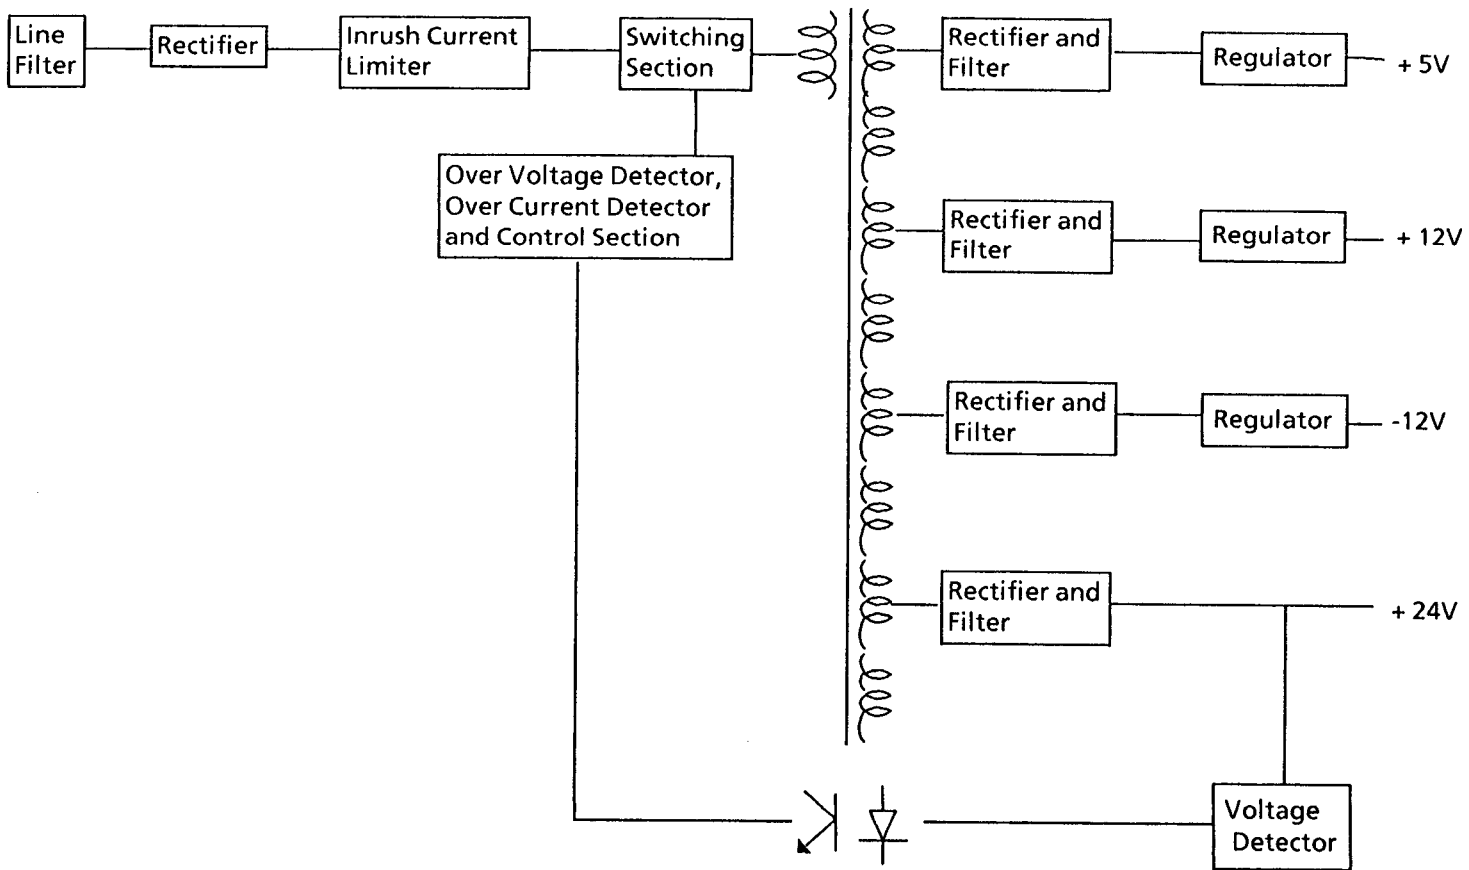 Line
Filter
Rectifier
Inrush Current
Limiter
Switching
Section
Over Voltage Detector,
Over Current Detector
and Control Section
Rectifier and
Filter
Regulator
+ 5V
Rectifier and
Filter
Regulator
+ 12V
Rectifier and
Filter
Regulator
-12V
Rectifier and
Filter
+ 24V
Voltage
Detector